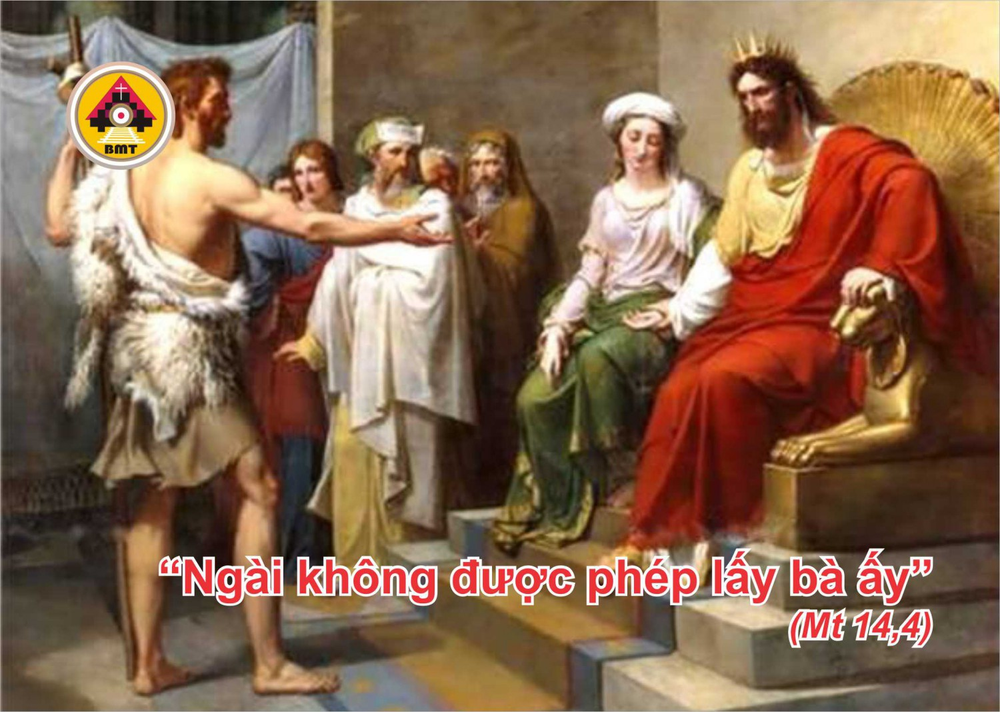 BMT
“Ngài không được phép lấy bà ấy”
(Mt 14,4)